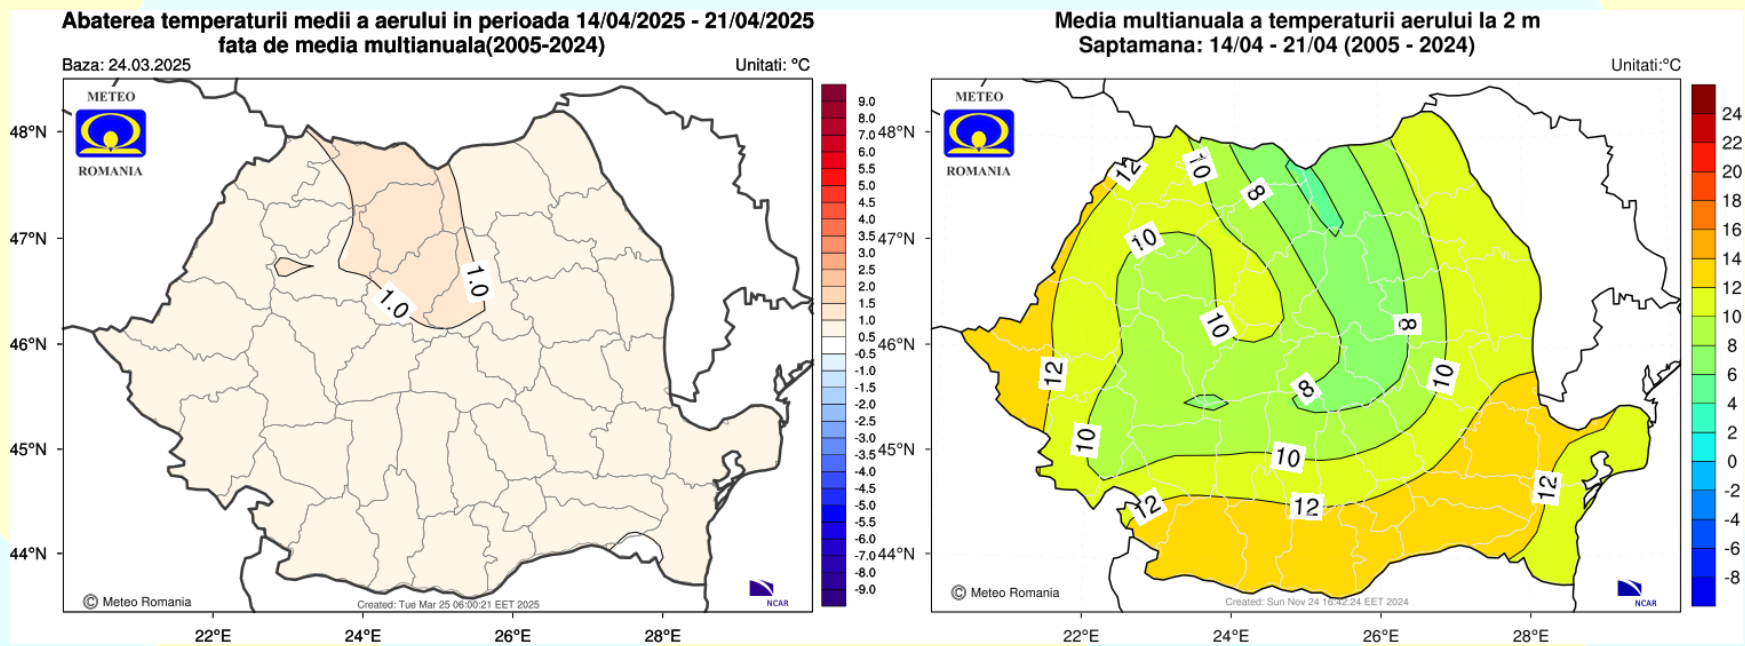 Abaterea temperaturii medii a aerului in perioada 14/04/2025 - 21/04/2025
fata de media multianuala(2005-2024)
Baza: 24.03.2025
Unitati: °C
METEO
ROMANIA
48°N
47°N
46°N
45°N
44°N
1.0
1.0
© Meteo Romania
Created: Tue Mar 25 06:00:21 EET 2025
NCAR
22°E
24°E
26°E
28°E
9.0
8.0
7.0
6.0
5.5
5.0
4.5
4.0
3.5
3.0
2.5
2.0
1.5
1.0
0.5
-0.5
-1.0
-1.5
-2.0
-2.5
-3.0
-3.5
-4.0
-4.5
-5.0
-5.5
-6.0
-7.0
-8.0
-9.0
Media multianuala a temperaturii aerului la 2 m
Saptamana: 14/04 - 21/04 (2005 - 2024)
Unitati:°C
METEO
ROMANIA
48°N
47°N
46°N
45°N
44°N
12
10
8
10
10
8
12
10
8
10
10
12
12
12
© Meteo Romania
Created: Sun Nov 24 16:42:24 EET 2024
NCAR
22°E
24°E
26°E
28°E
24
22
20
18
16
14
12
10
8
6
4
2
0
-2
-4
-6
-8